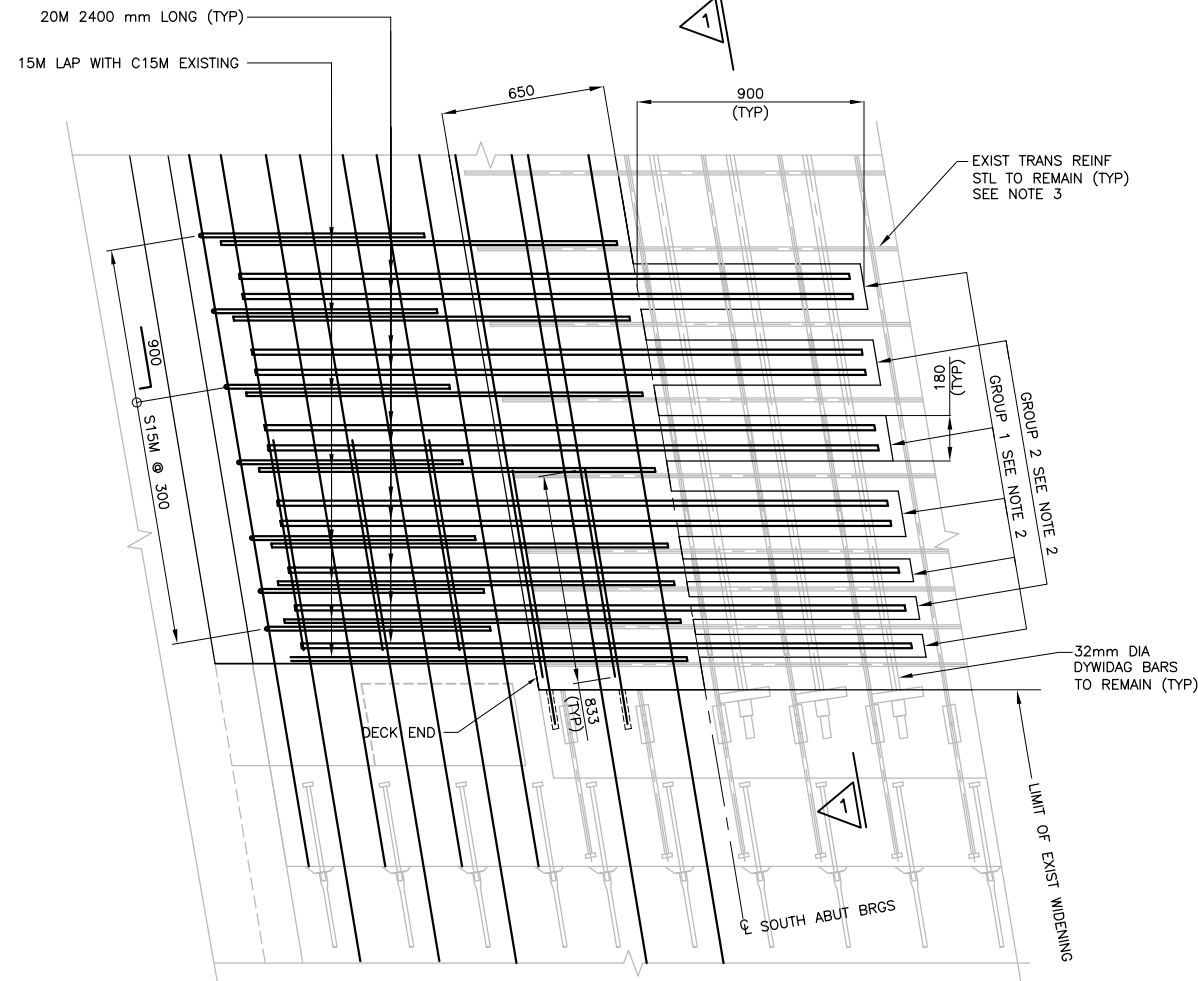 20M 2400 mm LONG (TYP)
15M LAP WITH C15M EXISTING
1
650
900
(TYP)
EXIST TRANS REINF
STL TO REMAIN (TYP)
SEE NOTE 3
900
S15M @ 300
180
(TYP)
GROUP 1 SEE NOTE 2
GROUP 2 SEE NOTE 2
833
(TYP)
32mm DIA
DYWIDAG BARS
TO REMAIN (TYP)
DECK END
1
LIMIT OF EXIST WIDENING
℄ SOUTH ABUT BRGS